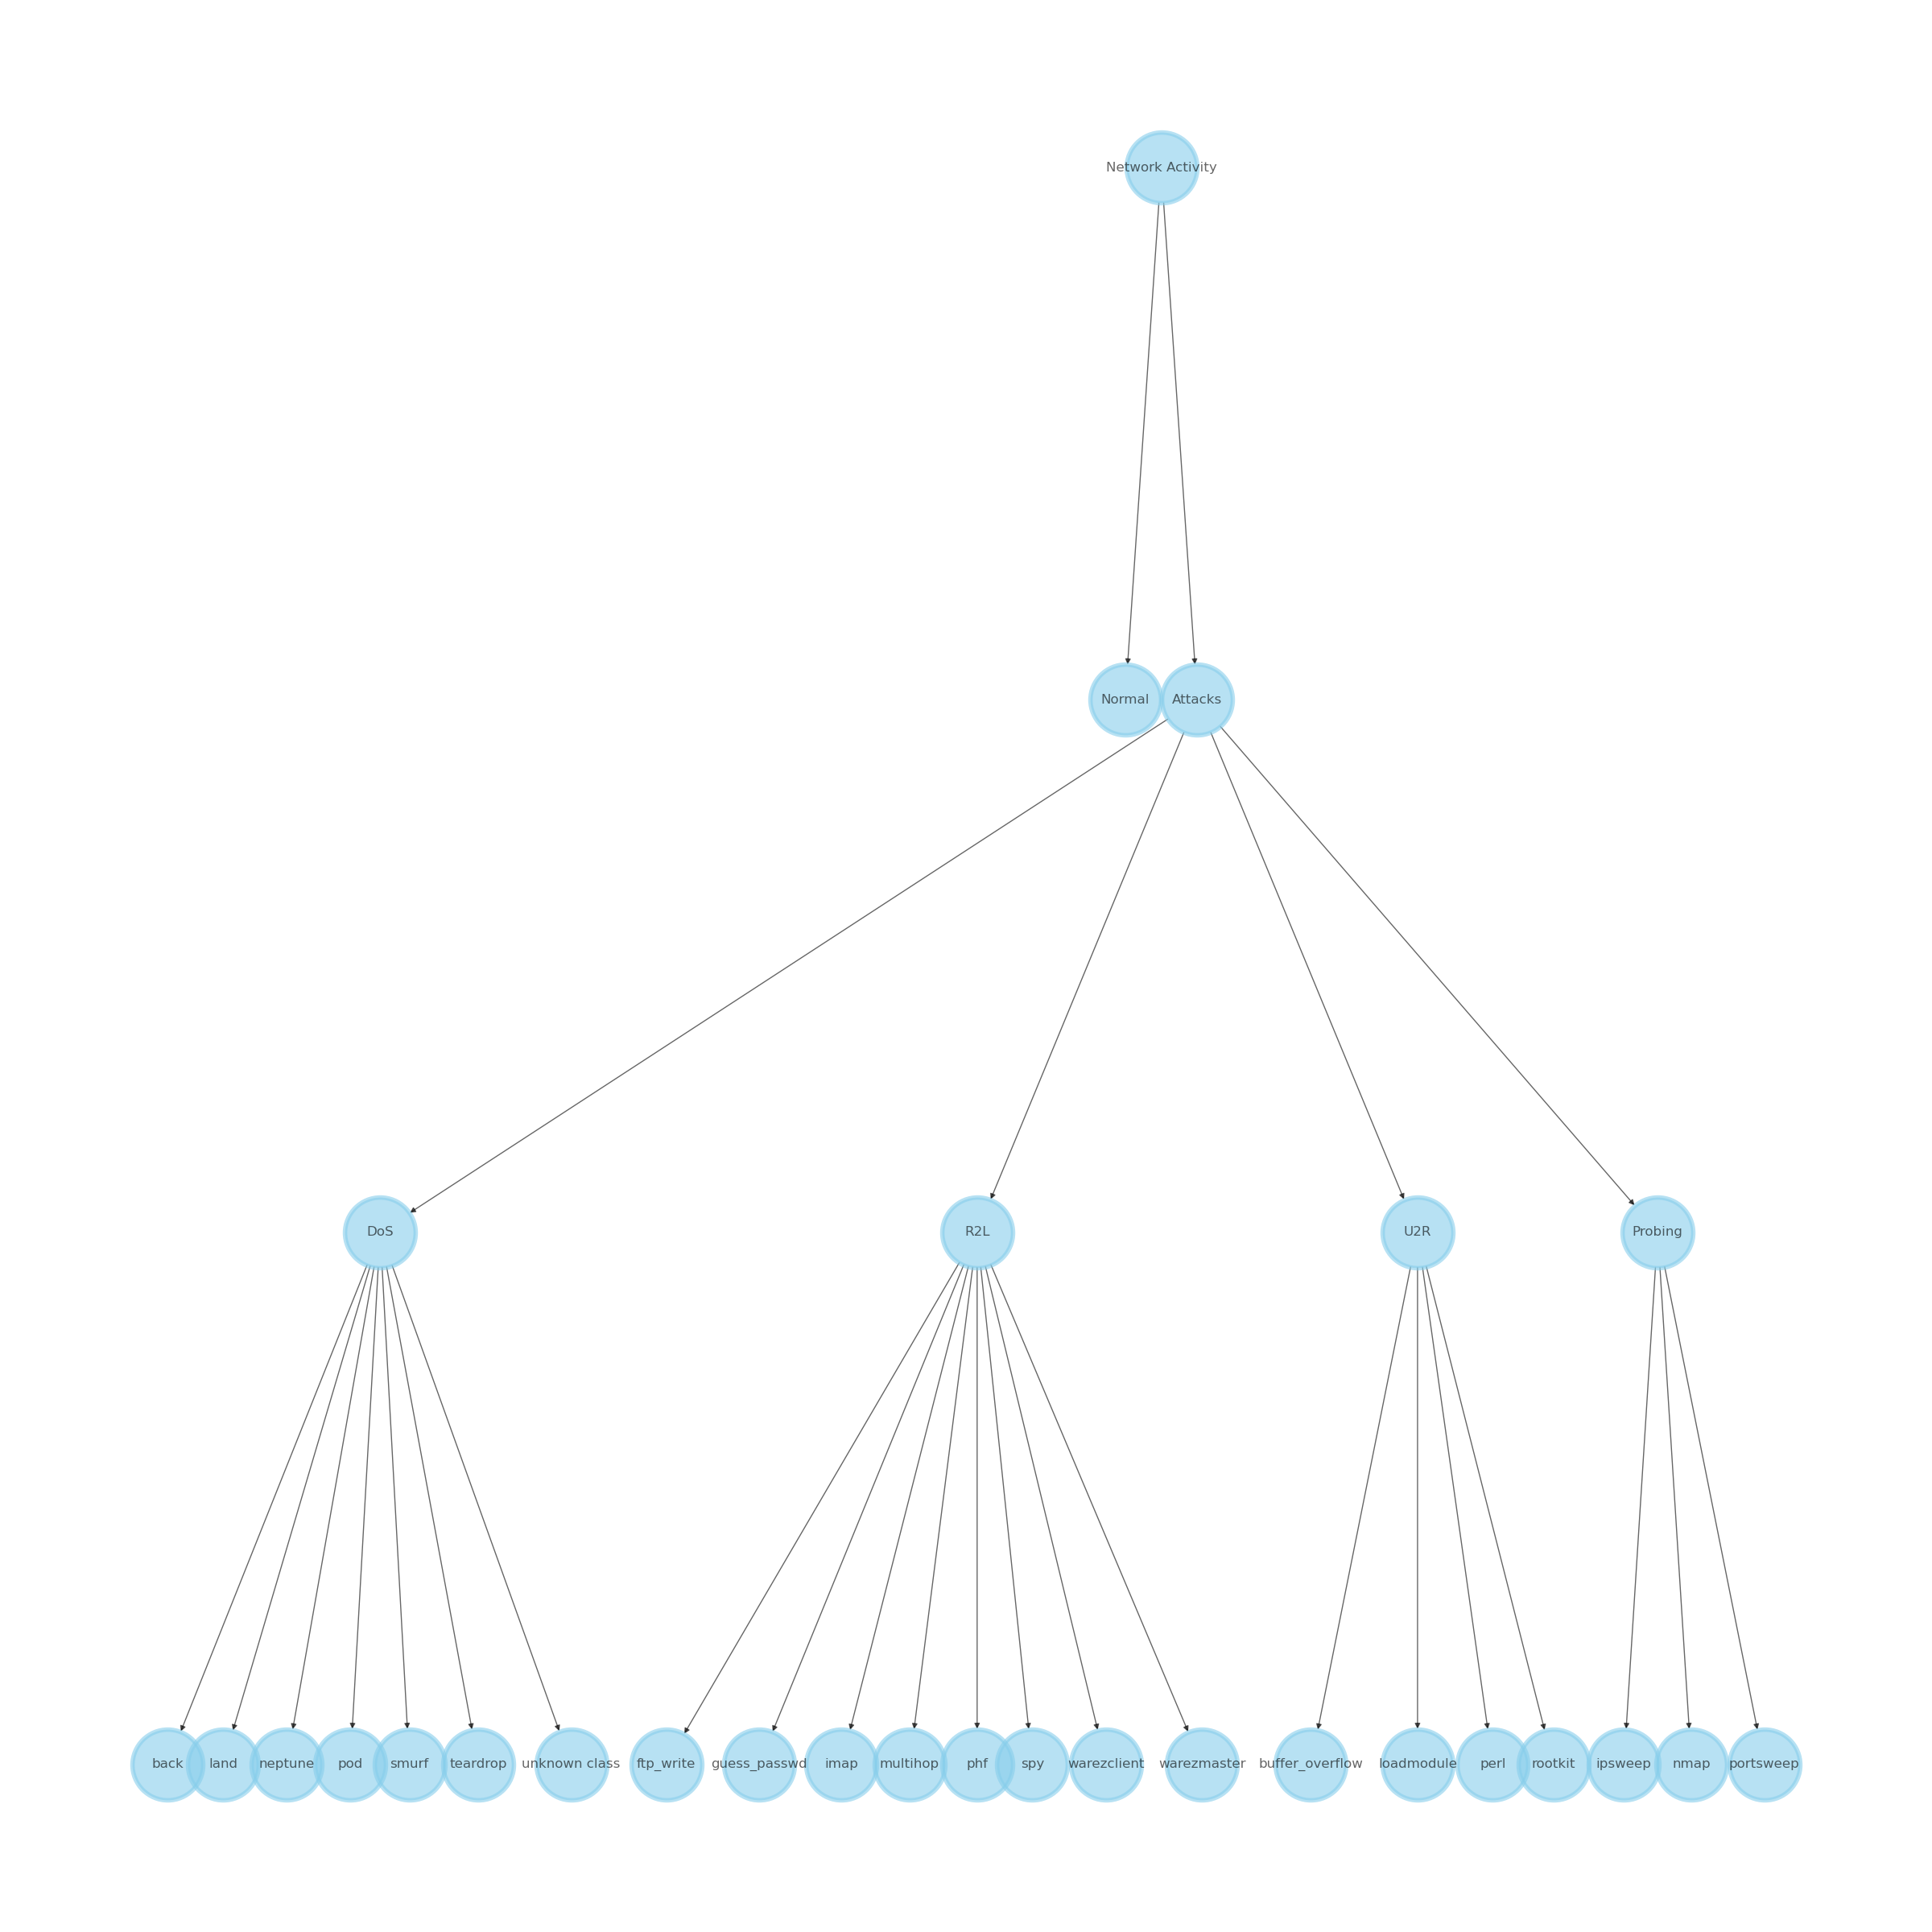 Network Activity
Normal
Attacks
DoS
R2L
U2R
Probing
back
land
neptune
pod
smurf
teardrop
unknown class
ftp_write
guess_passwd
imap
multihop
phf
spy
warezclient
warezmaster
buffer_overflow
loadmodule
perl
rootkit
ipsweep
nmap
portsweep